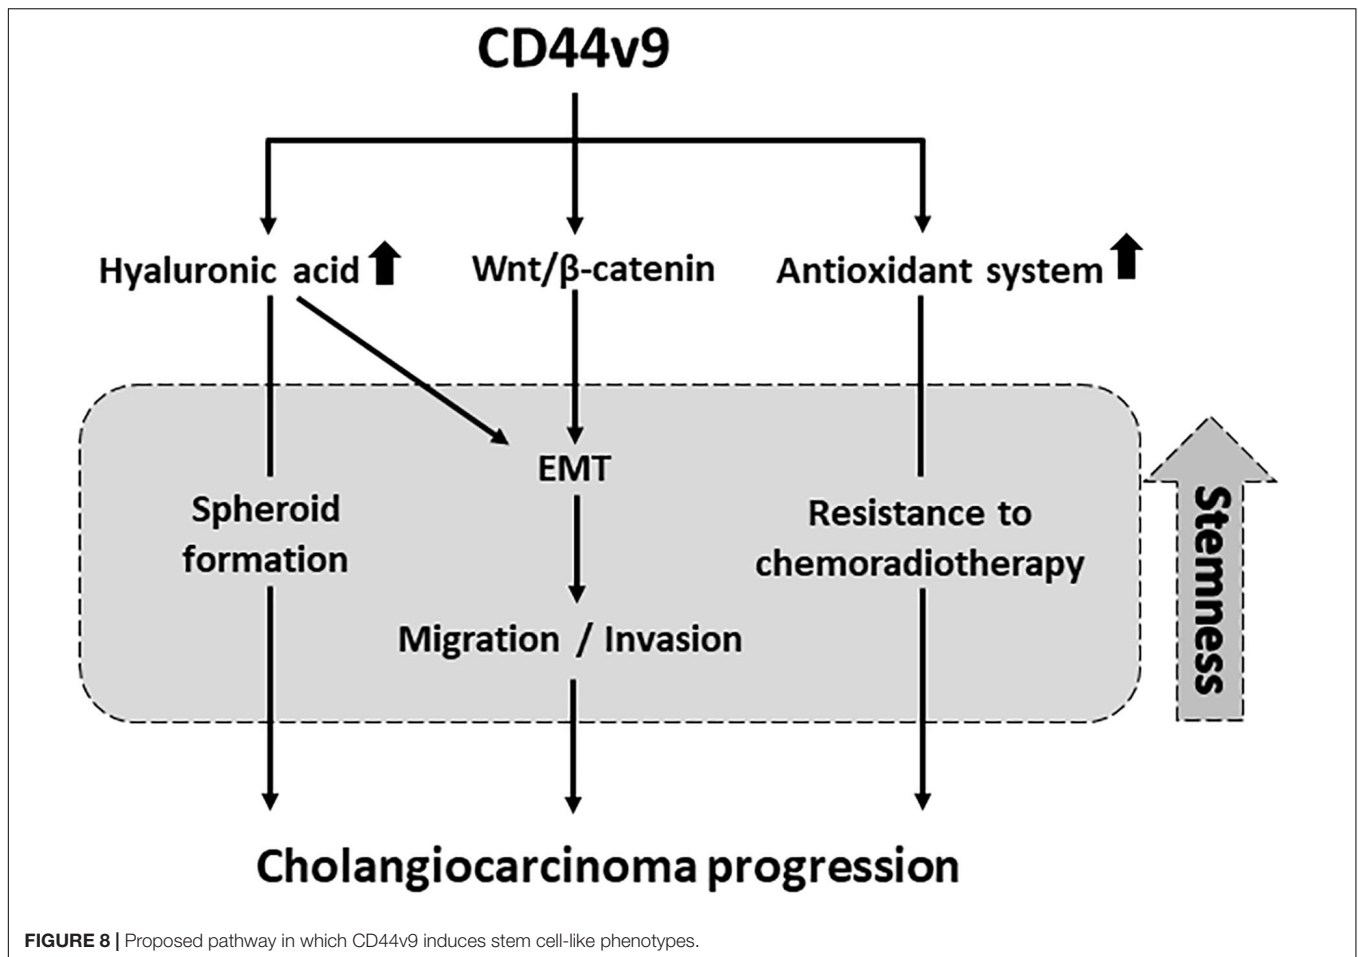 CD44v9
Hyaluronic acid
Wnt/β-catenin
Antioxidant system
EMT
Spheroid
formation
Resistance to
chemoradiotherapy
Migration / Invasion
Stemness
Cholangiocarcinoma progression
FIGURE 8 | Proposed pathway in which CD44v9 induces stem cell-like phenotypes.